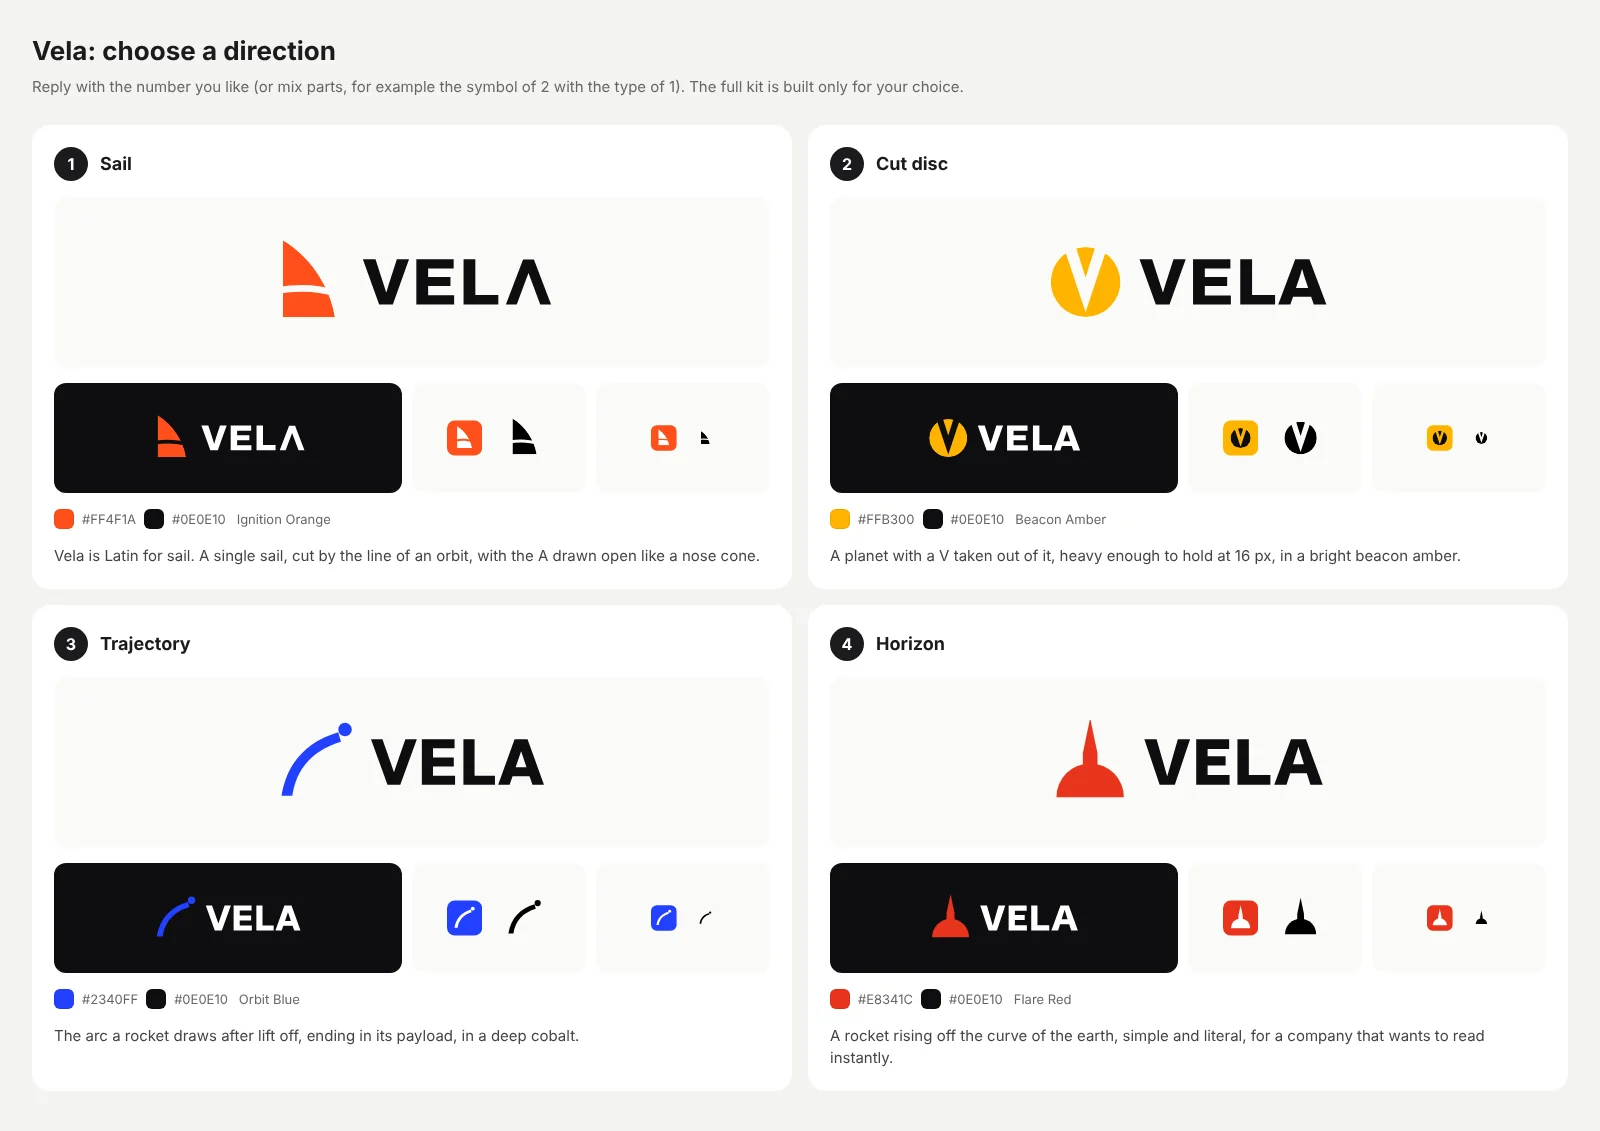 Vela: choose a direction
Reply with the number you like (or mix parts, for example the symbol of 2 with the type of 1). The full kit is built only for your choice.
1 Sail
VELΛ
VELΛ
#FF4F1A #0E0E10 Ignition Orange
Vela is Latin for sail. A single sail, cut by the line of an orbit, with the A drawn open like a nose cone.
2 Cut disc
V VELA
V VELA V V V V
#FFB300 #0E0E10 Beacon Amber
A planet with a V taken out of it, heavy enough to hold at 16 px, in a bright beacon amber.
3 Trajectory
VELA
VELA
#2340FF #0E0E10 Orbit Blue
The arc a rocket draws after lift off, ending in its payload, in a deep cobalt.
4 Horizon
VELA
VELA
#E8341C #0E0E10 Flare Red
A rocket rising off the curve of the earth, simple and literal, for a company that wants to read
instantly.